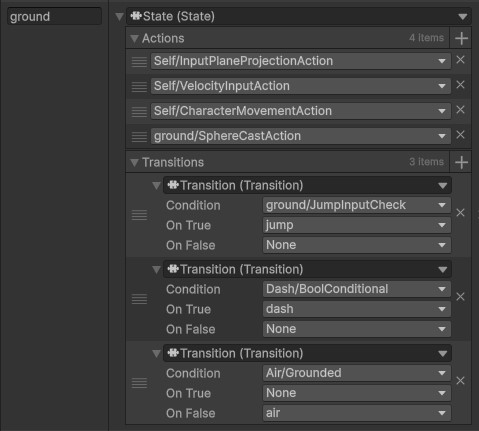 ground
State (State)
Actions 4 Items
Self/InputPlaneProjectionAction
Self/VelocityInputAction
Self/CharacterMovementAction
ground/SphereCastAction
Transitions 3 Items
Transition (Transition)
Condition ground/JumpInputCheck
On True jump
On False None
Transition (Transition)
Condition Dash/BoolConditional
On True dash
On False None
Transition (Transition)
Condition Air/Grounded
On True None
On False air